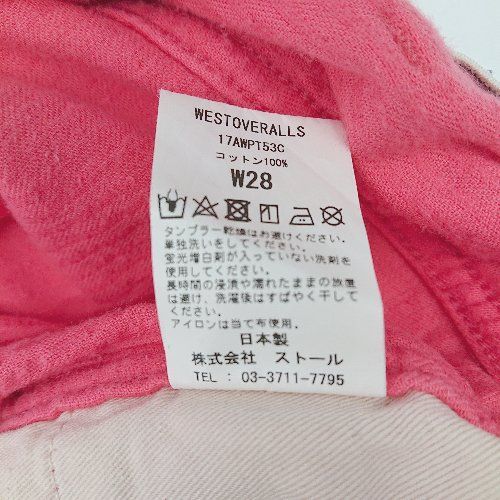 WESTOVERALLS
17AWPT53C
コットン100%
W28
タンブラー乾燥はお避けください。
単独洗いをしてください。
蛍光増白剤が入っていない洗剤を
使用してください。
長時間の浸漬や濡れたままの放置
は避け、洗濯後はすばやく干して
ください。
アイロンは当て布使用。
日本製
株式会社 ストール
TEL : 03-3711-7795